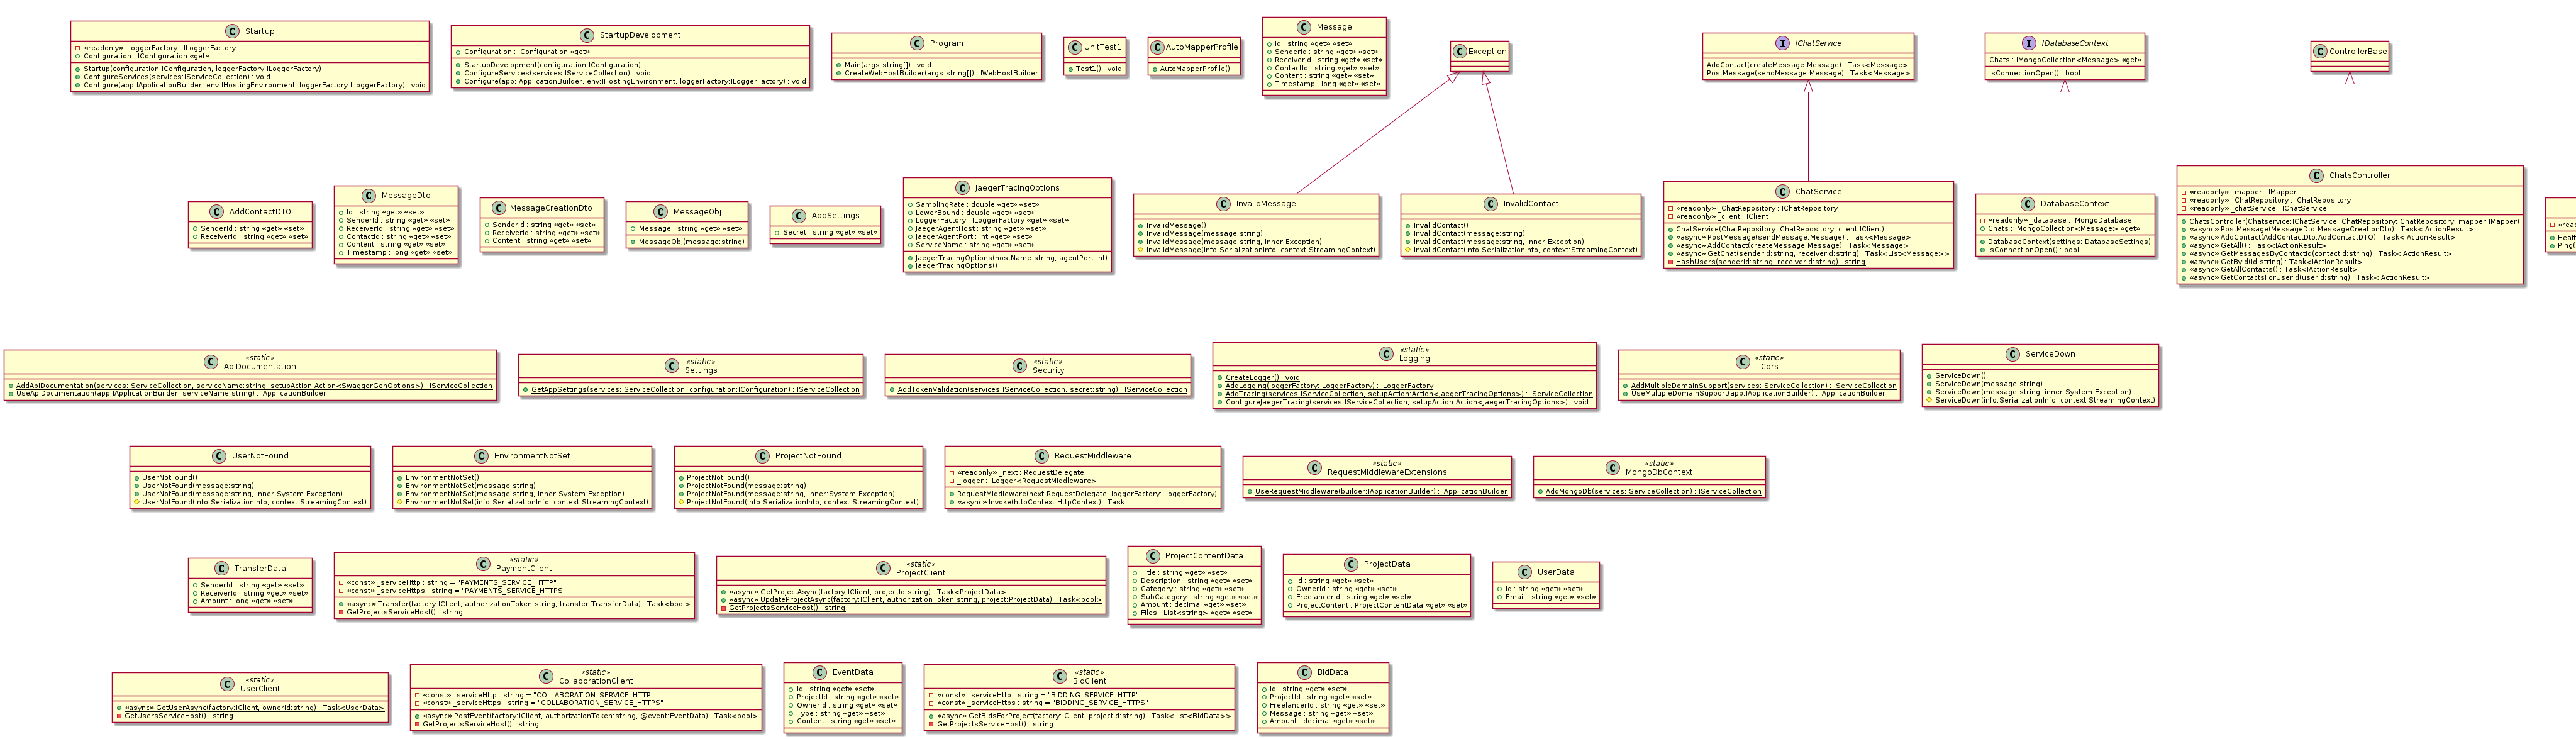 Startup
«readonly» _loggerFactory : ILoggerFactory
Configuration : IConfiguration «get»
Startup(configuration:IConfiguration, loggerFactory:ILoggerFactory)
ConfigureServices(services:IServiceCollection) : void
Configure(app:IApplicationBuilder, env:IHostingEnvironment, loggerFactory:ILoggerFactory) : void
StartupDevelopment
Configuration : IConfiguration «get»
StartupDevelopment(configuration:IConfiguration)
ConfigureServices(services:IServiceCollection) : void
Configure(app:IApplicationBuilder, env:IHostingEnvironment, loggerFactory:ILoggerFactory) : void
Program
Main(args:string[]) : void
CreateWebHostBuilder(args:string[]) : IWebHostBuilder
UnitTest1
Test1() : void
AutoMapperProfile
AutoMapperProfile()
Message
Id : string «get» «set»
SenderId : string «get» «set»
ReceiverId : string «get» «set»
ContactId : string «get» «set»
Content : string «get» «set»
Timestamp : long «get» «set»
Exception
IChatService
AddContact(createMessage:Message) : Task<Message>
PostMessage(sendMessage:Message) : Task<Message>
IDatabaseContext
Chats : IMongoCollection<Message> «get»
IsConnectionOpen() : bool
ControllerBase
AddContactDTO
SenderId : string «get» «set»
ReceiverId : string «get» «set»
MessageDto
Id : string «get» «set»
SenderId : string «get» «set»
ReceiverId : string «get» «set»
ContactId : string «get» «set»
Content : string «get» «set»
Timestamp : long «get» «set»
MessageCreationDto
SenderId : string «get» «set»
ReceiverId : string «get» «set»
Content : string «get» «set»
MessageObj
Message : string «get» «set»
MessageObj(message:string)
AppSettings
Secret : string «get» «set»
JaegerTracingOptions
SamplingRate : double «get» «set»
LowerBound : double «get» «set»
LoggerFactory : ILoggerFactory «get» «set»
JaegerAgentHost : string «get» «set»
JaegerAgentPort : int «get» «set»
ServiceName : string «get» «set»
JaegerTracingOptions(hostName:string, agentPort:int)
JaegerTracingOptions()
InvalidMessage
InvalidMessage()
InvalidMessage(message:string)
InvalidMessage(message:string, inner:Exception)
InvalidMessage(info:SerializationInfo, context:StreamingContext)
InvalidContact
InvalidContact()
InvalidContact(message:string)
InvalidContact(message:string, inner:Exception)
InvalidContact(info:SerializationInfo, context:StreamingContext)
ChatService
«readonly» _ChatRepository : IChatRepository
«readonly» _client : IClient
ChatService(ChatRepository:IChatRepository, client:IClient)
«async» PostMessage(sendMessage:Message) : Task<Message>
«async» AddContact(createMessage:Message) : Task<Message>
«async» GetChat(senderId:string, receiverId:string) : Task<List<Message>>
HashUsers(senderId:string, receiverId:string) : string
DatabaseContext
«readonly» _database : IMongoDatabase
Chats : IMongoCollection<Message> «get»
DatabaseContext(settings:IDatabaseSettings)
IsConnectionOpen() : bool
ChatsController
«readonly» _mapper : IMapper
«readonly» _ChatRepository : IChatRepository
«readonly» _chatService : IChatService
ChatsController(Chatservice:IChatService, ChatRepository:IChatRepository, mapper:IMapper)
«async» PostMessage(MessageDto:MessageCreationDto) : Task<IActionResult>
«async» AddContact(AddContactDto:AddContactDTO) : Task<IActionResult>
«async» GetAll() : Task<IActionResult>
«async» GetMessagesByContactId(contactId:string) : Task<IActionResult>
«async» GetById(id:string) : Task<IActionResult>
«async» GetAllContacts() : Task<IActionResult>
«async» GetContactsForUserId(userId:string) : Task<IActionResult>
«read
Healt
Ping(
«static»
ApiDocumentation
AddApiDocumentation(services:IServiceCollection, serviceName:string, setupAction:Action<SwaggerGenOptions>) : IServiceCollection
UseApiDocumentation(app:IApplicationBuilder, serviceName:string) : IApplicationBuilder
«static»
Settings
GetAppSettings(services:IServiceCollection, configuration:IConfiguration) : IServiceCollection
«static»
Security
AddTokenValidation(services:IServiceCollection, secret:string) : IServiceCollection
«static»
Logging
CreateLogger() : void
AddLogging(loggerFactory:ILoggerFactory) : ILoggerFactory
AddTracing(services:IServiceCollection, setupAction:Action<JaegerTracingOptions>) : IServiceCollection
ConfigureJaegerTracing(services:IServiceCollection, setupAction:Action<JaegerTracingOptions>) : void
«static»
Cors
AddMultipleDomainSupport(services:IServiceCollection) : IServiceCollection
UseMultipleDomainSupport(app:IApplicationBuilder) : IApplicationBuilder
ServiceDown
ServiceDown()
ServiceDown(message:string)
ServiceDown(message:string, inner:System.Exception)
ServiceDown(info:SerializationInfo, context:StreamingContext)
UserNotFound
UserNotFound()
UserNotFound(message:string)
UserNotFound(message:string, inner:System.Exception)
UserNotFound(info:SerializationInfo, context:StreamingContext)
EnvironmentNotSet
EnvironmentNotSet()
EnvironmentNotSet(message:string)
EnvironmentNotSet(message:string, inner:System.Exception)
EnvironmentNotSet(info:SerializationInfo, context:StreamingContext)
ProjectNotFound
ProjectNotFound()
ProjectNotFound(message:string)
ProjectNotFound(message:string, inner:System.Exception)
ProjectNotFound(info:SerializationInfo, context:StreamingContext)
RequestMiddleware
«readonly» _next : RequestDelegate
_logger : ILogger<RequestMiddleware>
RequestMiddleware(next:RequestDelegate, loggerFactory:ILoggerFactory)
«async» Invoke(httpContext:HttpContext) : Task
«static»
RequestMiddlewareExtensions
UseRequestMiddleware(builder:IApplicationBuilder) : IApplicationBuilder
«static»
MongoDbContext
AddMongoDb(services:IServiceCollection) : IServiceCollection
TransferData
SenderId : string «get» «set»
ReceiverId : string «get» «set»
Amount : long «get» «set»
«static»
PaymentClient
«const» _serviceHttp : string = "PAYMENTS_SERVICE_HTTP"
«const» _serviceHttps : string = "PAYMENTS_SERVICE_HTTPS"
«async» Transfer(factory:IClient, authorizationToken:string, transfer:TransferData) : Task<bool>
GetProjectsServiceHost() : string
«static»
ProjectClient
«async» GetProjectAsync(factory:IClient, projectId:string) : Task<ProjectData>
«async» UpdateProjectAsync(factory:IClient, authorizationToken:string, project:ProjectData) : Task<bool>
GetProjectsServiceHost() : string
ProjectContentData
Title : string «get» «set»
Description : string «get» «set»
Category : string «get» «set»
SubCategory : string «get» «set»
Amount : decimal «get» «set»
Files : List<string> «get» «set»
ProjectData
Id : string «get» «set»
OwnerId : string «get» «set»
FreelancerId : string «get» «set»
ProjectContent : ProjectContentData «get» «set»
UserData
Id : string «get» «set»
Email : string «get» «set»
«static»
UserClient
«async» GetUserAsync(factory:IClient, ownerId:string) : Task<UserData>
GetUsersServiceHost() : string
«static»
CollaborationClient
«const» _serviceHttp : string = "COLLABORATION_SERVICE_HTTP"
«const» _serviceHttps : string = "COLLABORATION_SERVICE_HTTPS"
«async» PostEvent(factory:IClient, authorizationToken:string, @event:EventData) : Task<bool>
GetProjectsServiceHost() : string
EventData
Id : string «get» «set»
ProjectId : string «get» «set»
OwnerId : string «get» «set»
Type : string «get» «set»
Content : string «get» «set»
«static»
BidClient
«const» _serviceHttp : string = "BIDDING_SERVICE_HTTP"
«const» _serviceHttps : string = "BIDDING_SERVICE_HTTPS"
«async» GetBidsForProject(factory:IClient, projectId:string) : Task<List<BidData>>
GetProjectsServiceHost() : string
BidData
Id : string «get» «set»
ProjectId : string «get» «set»
FreelancerId : string «get» «set»
Message : string «get» «set»
Amount : decimal «get» «set»